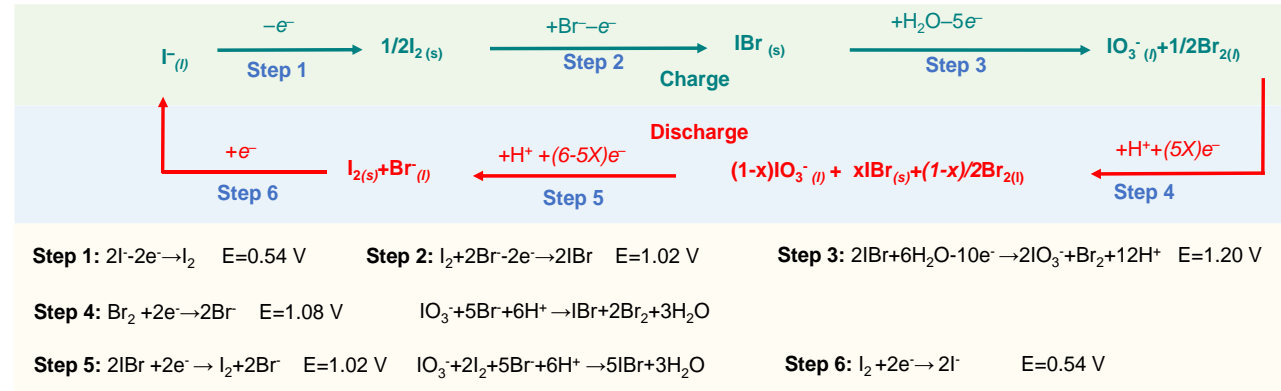 –e⁻ +Br⁻–e⁻ +H₂O–5e⁻
I⁻(l) 1/2I₂ (s) IBr (s) IO₃⁻ (l)+1/2Br₂(l)
Step 1 Step 2 Step 3
Charge
Discharge
+e⁻ +H⁺ +(6-5X)e⁻ +H⁺+(5X)e⁻
I₂(s)+Br⁻(l) (1-x)IO₃⁻ (l) + xIBr(s)+(1-x)/2Br₂(l)
Step 6 Step 5 Step 4
Step 1: 2I⁻-2e⁻→I₂ E=0.54 V Step 2: I₂+2Br⁻-2e⁻→2IBr E=1.02 V Step 3: 2IBr+6H₂O-10e⁻→2IO₃⁻+Br₂+12H⁺ E=1.20 V
Step 4: Br₂ +2e⁻→2Br⁻ E=1.08 V IO₃⁻+5Br⁻+6H⁺→IBr+2Br₂+3H₂O
Step 5: 2IBr +2e⁻→ I₂+2Br⁻ E=1.02 V IO₃⁻+2I₂+5Br⁻+6H⁺→5IBr+3H₂O Step 6: I₂ +2e⁻→ 2I⁻ E=0.54 V